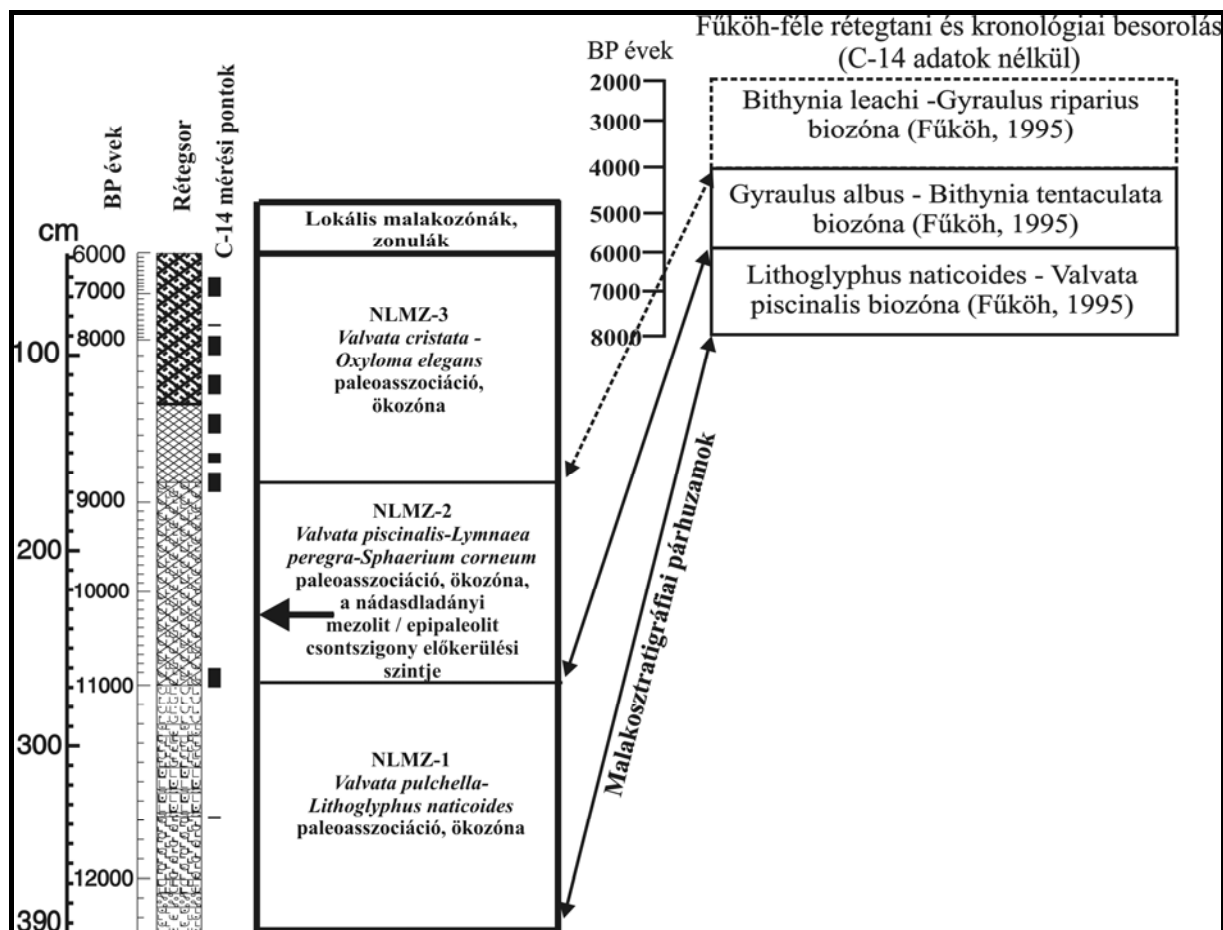 Fűköh-féle rétegtani és kronológiai besorolás
(C-14 adatok nélkül)
BP évek
2000
3000
4000
5000
6000
7000
8000
Bithynia leachi -Gyraulus riparius
biozóna (Fűköh, 1995)
Gyraulus albus - Bithynia tentaculata
biozóna (Fűköh, 1995)
Lithoglyphus naticoides - Valvata
piscinalis biozóna (Fűköh, 1995)
Malakosztratigráfiai párhuzamok
cm
100
200
300
390
BP évek
6000
7000
8000
9000
10000
11000
12000
Rétegsor
C-14 mérési pontok
Lokális malakozónák,
zonulák
NLMZ-3
Valvata cristata -
Oxyloma elegans
paleoasszociáció,
ökozóna
NLMZ-2
Valvata piscinalis-Lymnaea
peregra-Sphaerium corneum
paleoasszociáció, ökozóna,
a nádasdladányi
mezolit / epipaleolit
csontszigony előkerülési
szintje
NLMZ-1
Valvata pulchella-
Lithoglyphus naticoides
paleoasszociáció, ökozóna